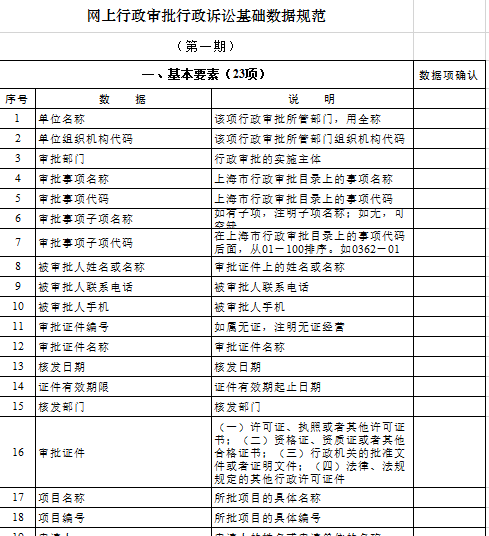 网上行政审批行政诉讼基础数据规范
（第一期）
一、基本要素（23项） 数据项确认
序号 数 据 说 明
1 单位名称 该项行政审批所管部门，用全称
2 单位组织机构代码 该项行政审批所管部门组织机构代码
3 审批部门 行政审批的实施主体
4 审批事项名称 上海市行政审批目录上的事项名称
5 审批事项代码 上海市行政审批目录上的事项代码
6 审批事项子项名称 如有子项，注明子项名称；如无，可
7 审批事项子项代码 在上海市行政审批目录上的事项代码
后面，从01－100排序。如0362－01
8 被审批人姓名或名称 审批证件上的姓名或名称
9 被审批人联系电话 被审批人联系电话
10 被审批人手机 被审批人手机
11 审批证件编号 如属无证，注明无证经营
12 审批证件名称 审批证件名称
13 核发日期 核发日期
14 证件有效期限 证件有效期起止日期
15 核发部门 核发部门
16 审批证件 （一）许可证、执照或者其他许可证
书；（二）资格证、资质证或者其他
合格证书；（三）行政机关的批准文
件或者证明文件；（四）法律、法规
规定的其他行政许可证件
17 项目名称 所批项目的具体名称
18 项目编号 所批项目的具体编号